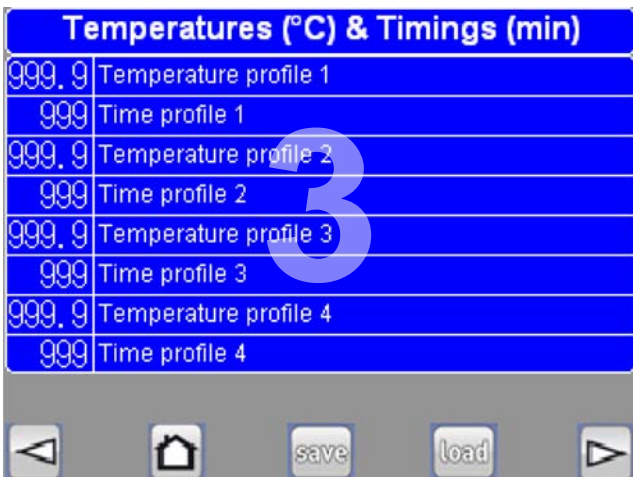 Temperatures (°C) & Timings (min)
999.9 Temperature profile 1
999 Time profile 1
999.9 Temperature profile 2
999 Time profile 2
999.9 Temperature profile 3
999 Time profile 3
999.9 Temperature profile 4
999 Time profile 4
3
save load